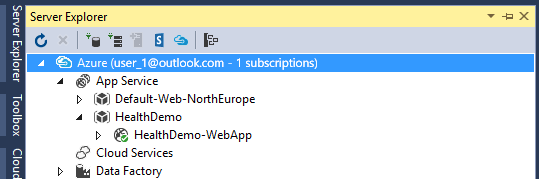 Server Explorer
Server Explorer
Toolbox
Cloud
Azure (user_1@outlook.com - 1 subscriptions)
App Service
Default-Web-NorthEurope
HealthDemo
HealthDemo-WebApp
Cloud Services
Data Factory